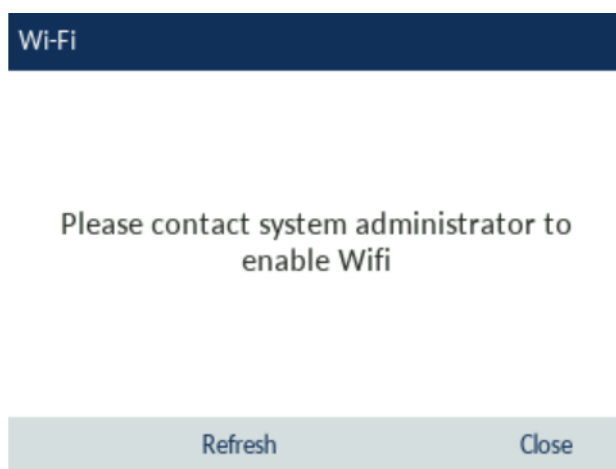 Wi-Fi
Please contact system administrator to
enable Wifi
Refresh
Close